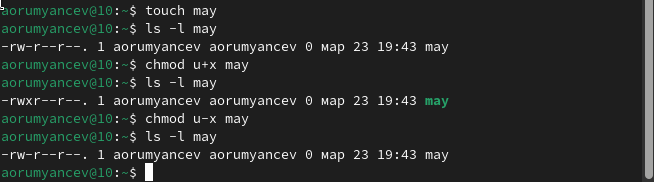 aorumyancev@10:~$ touch may
aorumyancev@10:~$ ls -l may
-rw-r--r--. 1 aorumyancev aorumyancev 0 мар 23 19:43 may
aorumyancev@10:~$ chmod u+x may
aorumyancev@10:~$ ls -l may
-rwxr--r--. 1 aorumyancev aorumyancev 0 мар 23 19:43 may
aorumyancev@10:~$ chmod u-x may
aorumyancev@10:~$ ls -l may
-rw-r--r--. 1 aorumyancev aorumyancev 0 мар 23 19:43 may
aorumyancev@10:~$